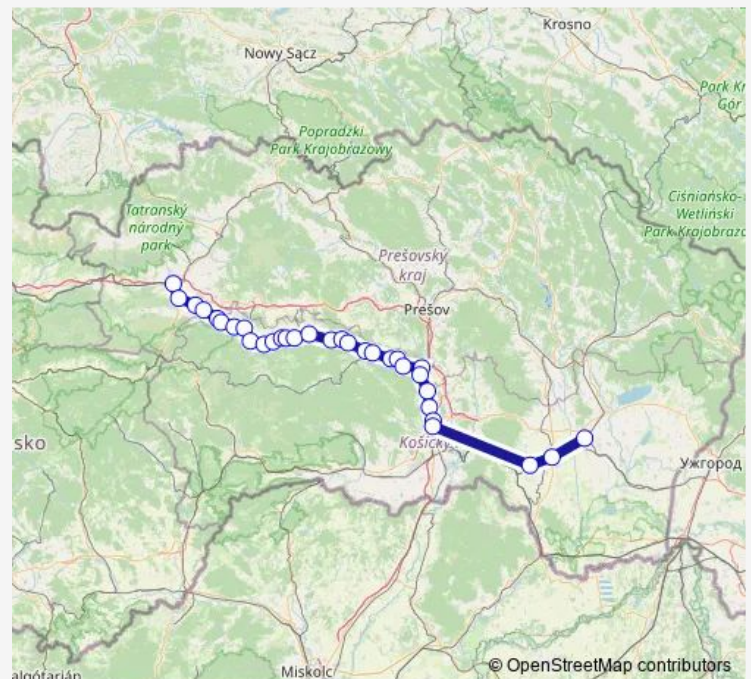 Krosno
Nowy Sącz
Park Kr
Gór
Popradzki
Park Krajobrazowy
Ciśniańsko-
Wetliński
Park Krajobrazo
Tatranský
národný
park
Prešovský
kraj
Prešov
sko
Košický
Ужгород
Miskolc
© OpenStreetMap contributors